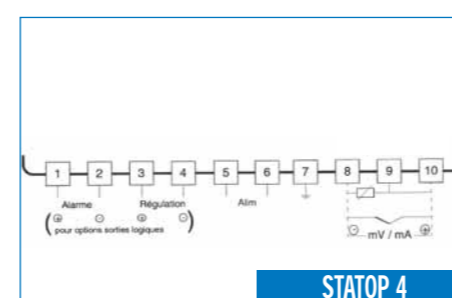 1 2 3 4 5 6 7 8 9 10
Alarme Régulation Alim
( ⊕ ⊖ ⊕ ⊖ )
pour options sorties logiques
⊖ mV / mA ⊕
STATOP 4